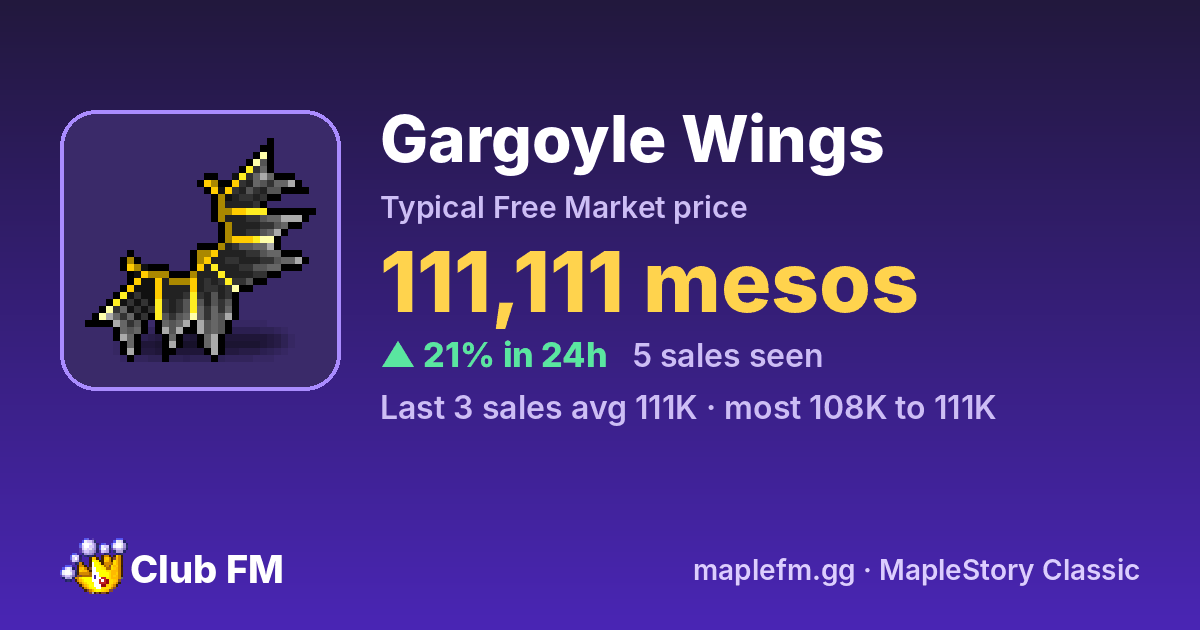 Gargoyle Wings
Typical Free Market price
111,111 mesos
▲ 21% in 24h 5 sales seen
Last 3 sales avg 111K · most 108K to 111K
Club FM
maplefm.gg · MapleStory Classic